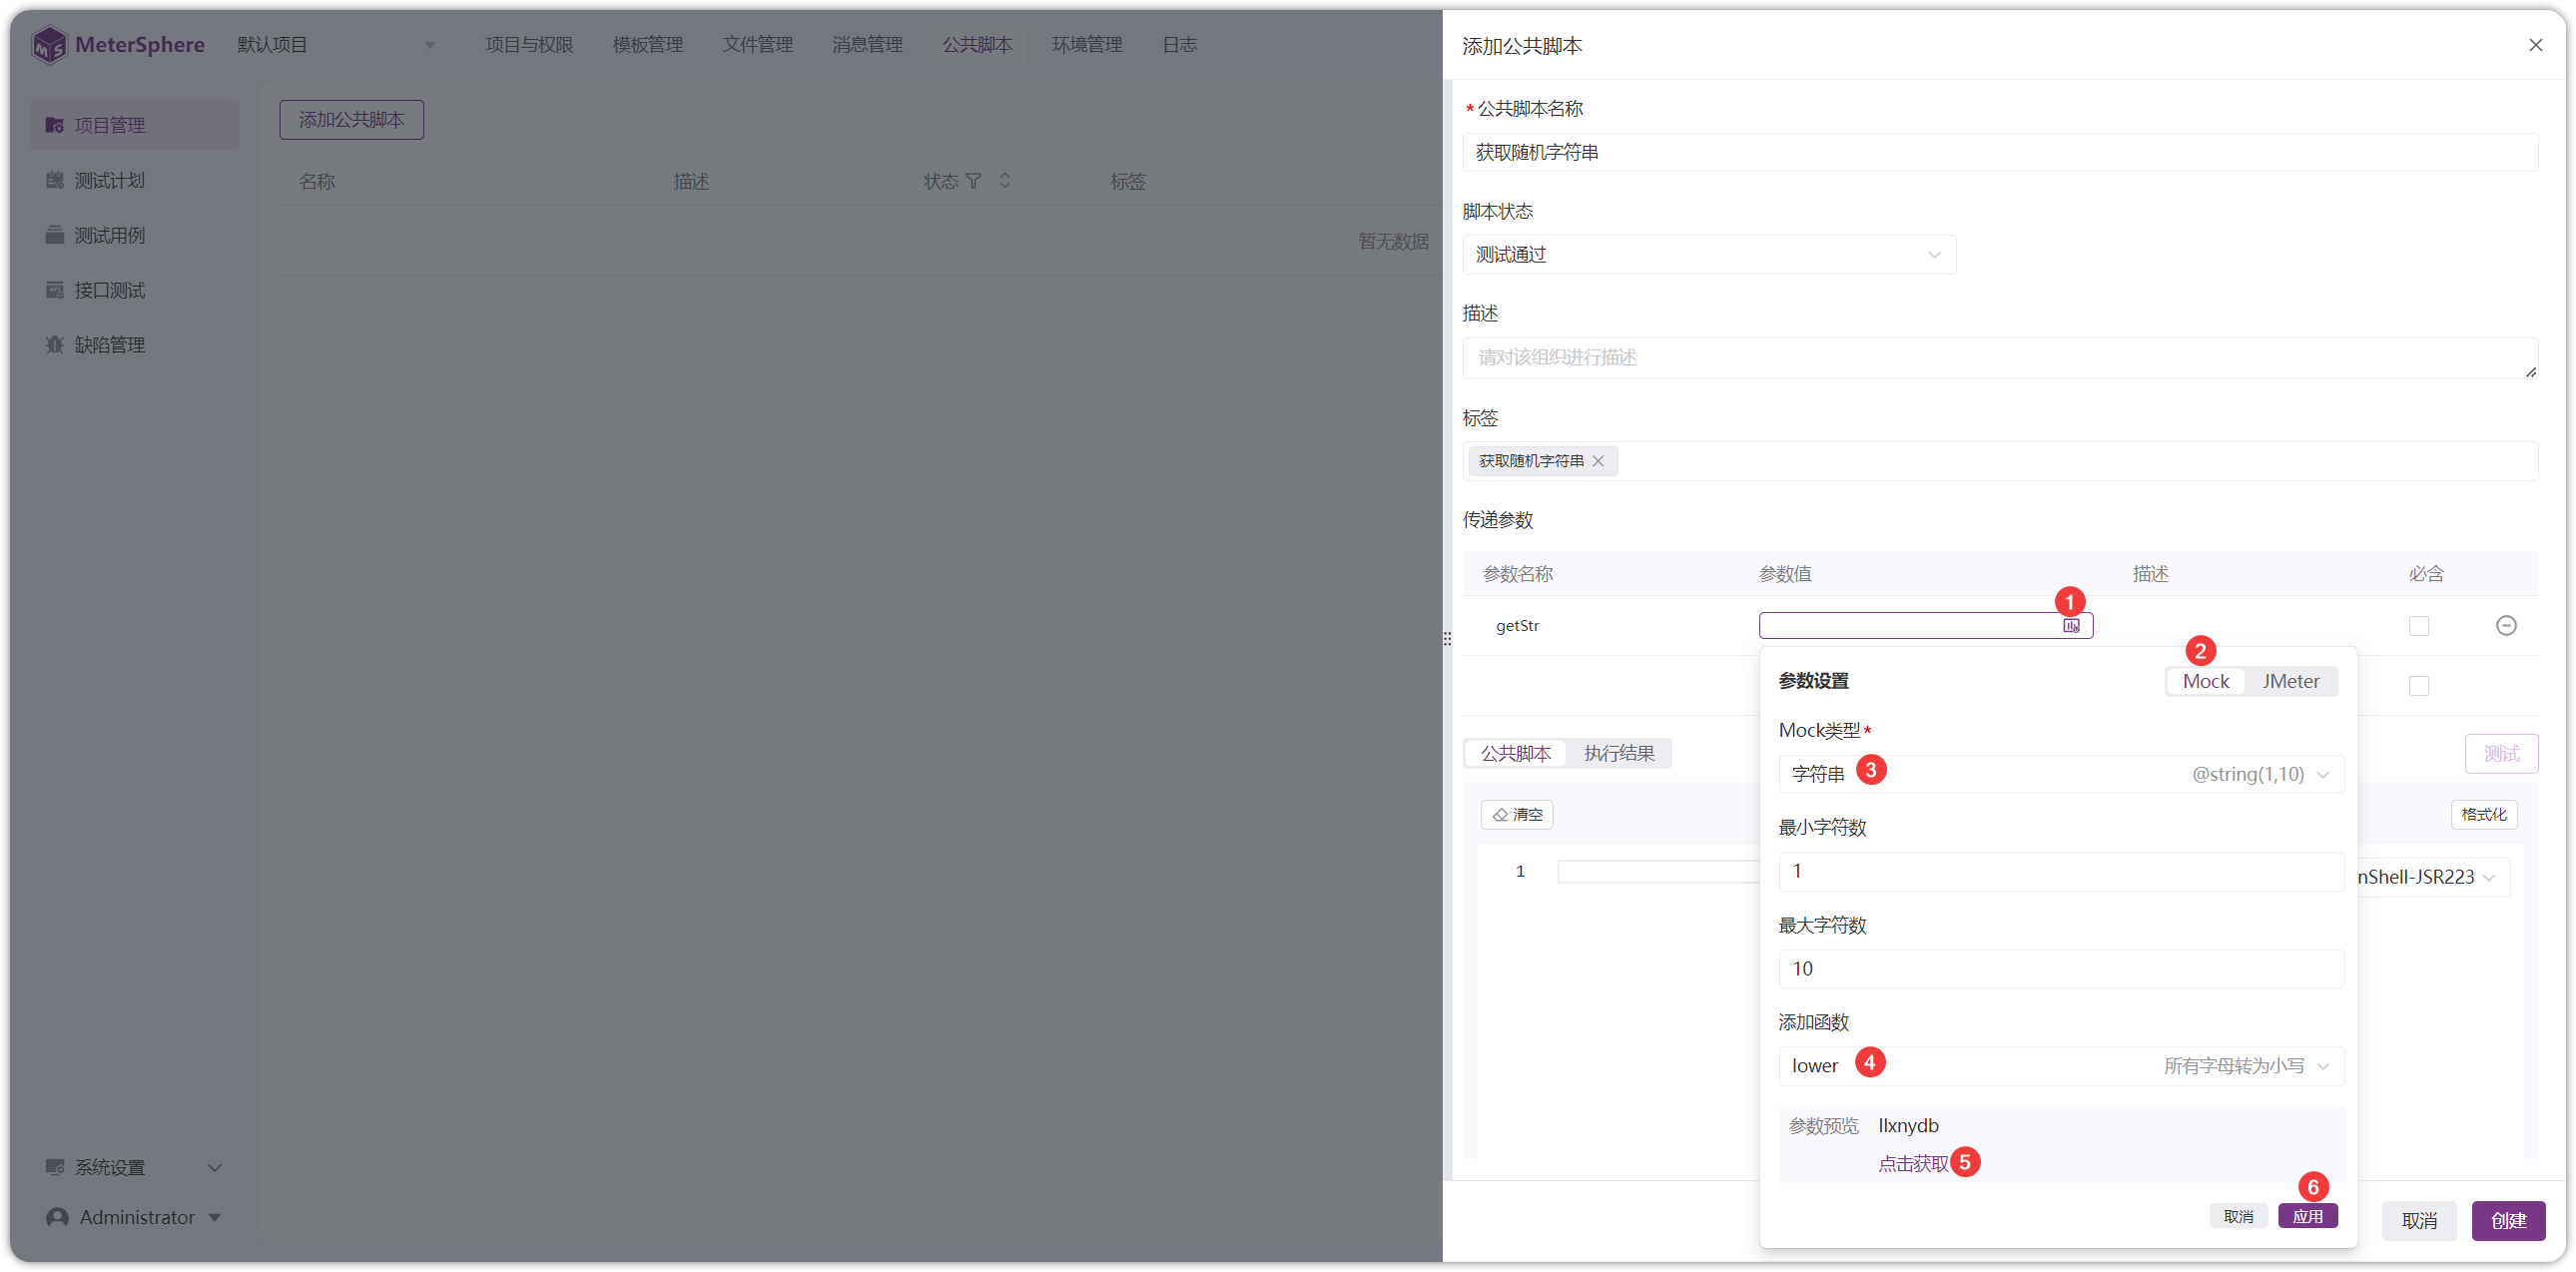 MeterSphere
默认项目
项目与权限
模板管理
文件管理
消息管理
公共脚本
环境管理
日志
项目管理
测试计划
测试用例
接口测试
缺陷管理
系统设置
Administrator
添加公共脚本
名称
描述
状态
标签
暂无数据
添加公共脚本
* 公共脚本名称
获取随机字符串
脚本状态
测试通过
描述
请对该组织进行描述
标签
获取随机字符串
传递参数
参数名称
参数值
描述
必含
getStr
1
2
参数设置
Mock
JMeter
Mock类型*
字符串
3
@string(1,10)
最小字符数
1
最大字符数
10
添加函数
lower
4
所有字母转为小写
参数预览
llxnydb
点击获取
5
6
取消
应用
公共脚本
执行结果
测试
清空
格式化
1
nShell-JSR223
取消
创建